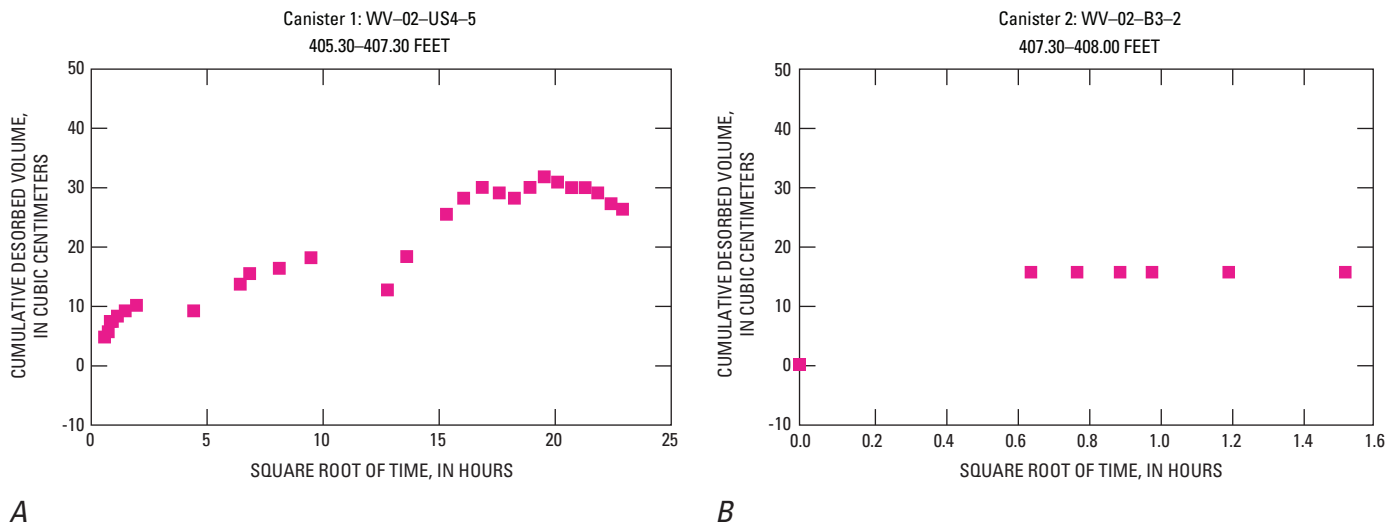 Canister 1: WV–02–US4–5
405.30–407.30 FEET
CUMULATIVE DESORBED VOLUME,
IN CUBIC CENTIMETERS
50
40
30
20
10
0
-10
0 5 10 15 20 25
SQUARE ROOT OF TIME, IN HOURS
A
Canister 2: WV–02–B3–2
407.30–408.00 FEET
CUMULATIVE DESORBED VOLUME,
IN CUBIC CENTIMETERS
50
40
30
20
10
0
-10
0.0 0.2 0.4 0.6 0.8 1.0 1.2 1.4 1.6
SQUARE ROOT OF TIME, IN HOURS
B